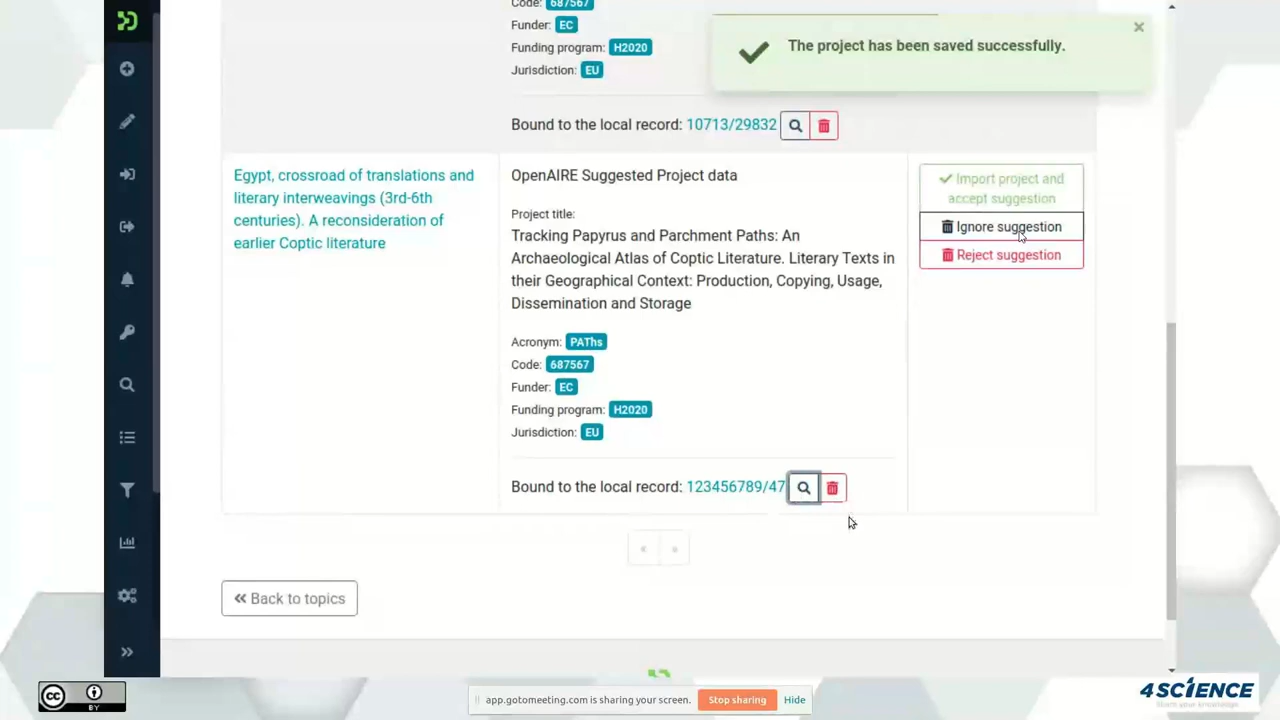 Code: 687567
Funder: EC
Funding program: H2020
Jurisdiction: EU
The project has been saved successfully.
×
Bound to the local record: 10713/29832
Egypt, crossroad of translations and
literary interweavings (3rd-6th
centuries). A reconsideration of
earlier Coptic literature
OpenAIRE Suggested Project data
Project title:
Tracking Papyrus and Parchment Paths: An
Archaeological Atlas of Coptic Literature. Literary Texts in
their Geographical Context: Production, Copying, Usage,
Dissemination and Storage
Acronym: PAThs
Code: 687567
Funder: EC
Funding program: H2020
Jurisdiction: EU
Bound to the local record: 123456789/47
Import project and
accept suggestion
Ignore suggestion
Reject suggestion
« »
« Back to topics
»
cc BY
app.gotomeeting.com is sharing your screen. Stop sharing Hide
4SCIENCE